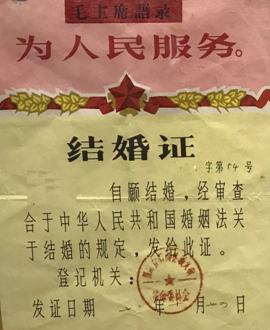 毛主席語录
为人民服务。
结婚证
字第54号
自愿结婚，经审查
合于中华人民共和国婚姻法关
于结婚的规定，发给此证。
登记机关：
发证日期 年 月 日